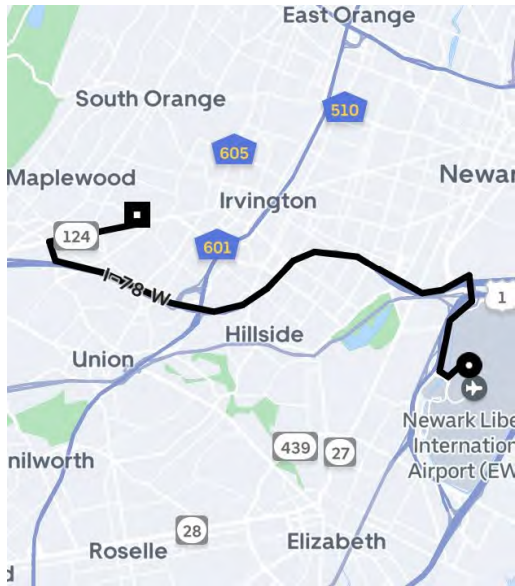 East Orange
South Orange
510
605
Newar
Maplewood
Irvington
124
601
I-78 W
1
Hillside
Union
Newark Libe
Internation
Airport (EW
nilworth
439
27
28
Elizabeth
Roselle
d